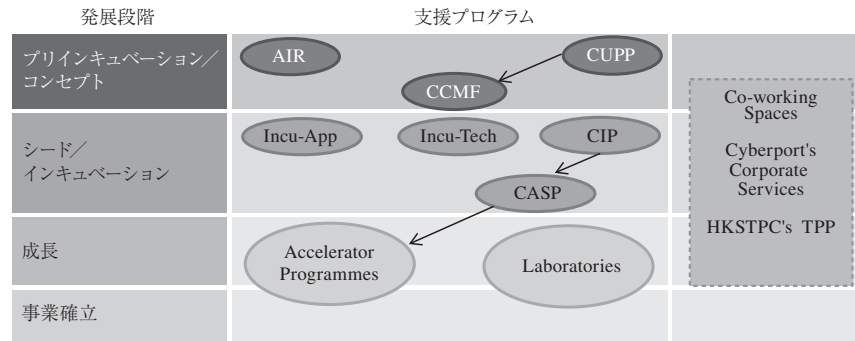 発展段階
支援プログラム
プリインキュベーション／
コンセプト
AIR
CUPP
CCMF
シード／
インキュベーション
Incu-App
Incu-Tech
CIP
CASP
成長
Accelerator
Programmes
Laboratories
事業確立
Co-working
Spaces
Cyberport's
Corporate
Services
HKSTPC's TPP